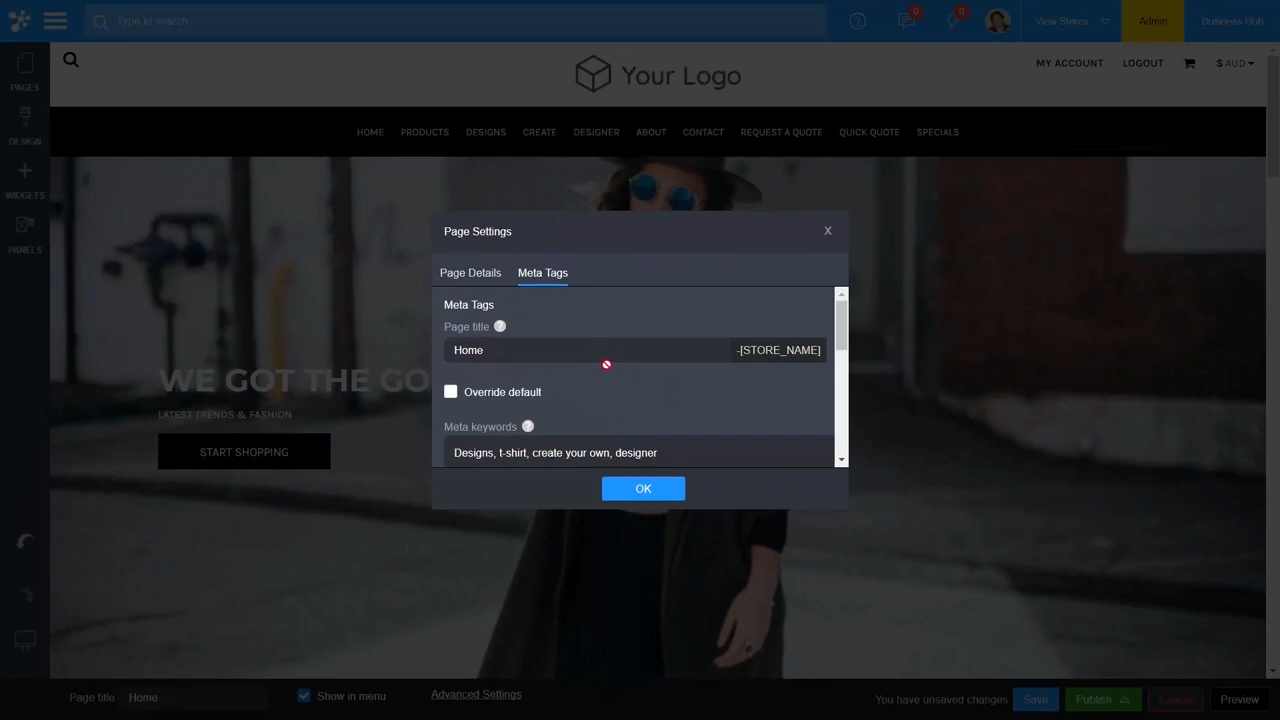 Type to search
?
0
0
View Stores
Admin
Business Hub
PAGES
DESIGN
WIDGETS
PANELS
Your Logo
MY ACCOUNT
LOGOUT
$ AUD
HOME
PRODUCTS
DESIGNS
CREATE
DESIGNER
ABOUT
CONTACT
REQUEST A QUOTE
QUICK QUOTE
SPECIALS
WE GOT THE GO
LATEST TRENDS & FASHION
START SHOPPING
Page Settings
X
Page Details
Meta Tags
Meta Tags
Page title ?
Home
-[STORE_NAME]
Override default
Meta keywords ?
Designs, t-shirt, create your own, designer
OK
Page title
Home
Show in menu
Advanced Settings
You have unsaved changes
Save
Publish
Cancel
Preview